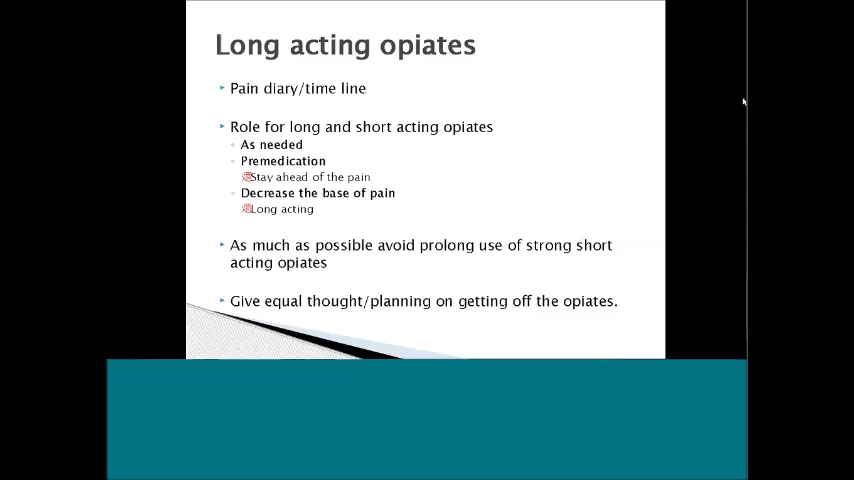 Long acting opiates
Pain diary/time line
Role for long and short acting opiates
As needed
Premedication
Stay ahead of the pain
Decrease the base of pain
Long acting
As much as possible avoid prolong use of strong short
acting opiates
Give equal thought/planning on getting off the opiates.